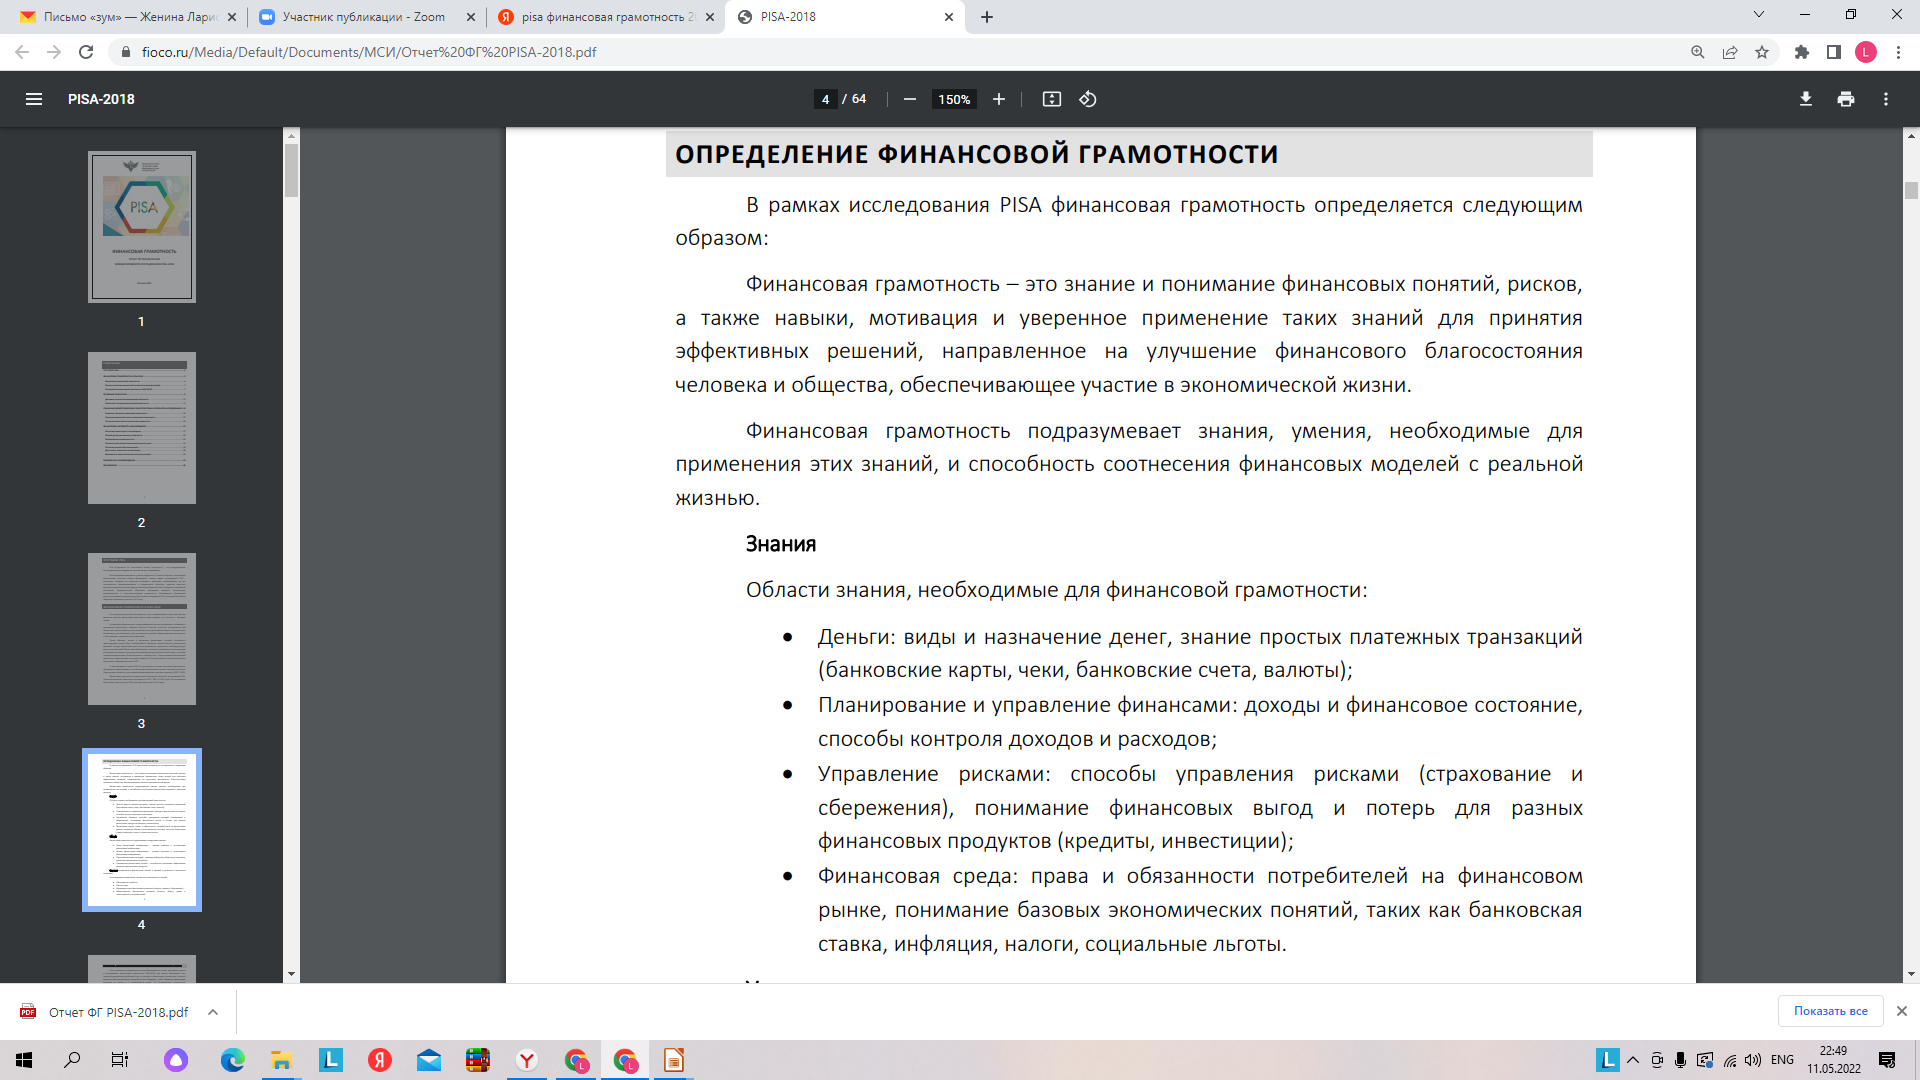 Письмо «зум» — Женина Лари
Участник публикации - Zoom
pisa финансовая грамотность 2
PISA-2018
fioco.ru/Media/Default/Documents/МСИ/Отчет%20ФГ%20PISA-2018.pdf
L
PISA-2018
4 / 64
150%
PISA
ФИНАНСОВАЯ ГРАМОТНОСТЬ
1
2
3
4
ОПРЕДЕЛЕНИЕ ФИНАНСОВОЙ ГРАМОТНОСТИ
В рамках исследования PISA финансовая грамотность определяется следующим
образом:
Финансовая грамотность – это знание и понимание финансовых понятий, рисков,
а также навыки, мотивация и уверенное применение таких знаний для принятия
эффективных решений, направленное на улучшение финансового благосостояния
человека и общества, обеспечивающее участие в экономической жизни.
Финансовая грамотность подразумевает знания, умения, необходимые для
применения этих знаний, и способность соотнесения финансовых моделей с реальной
жизнью.
Знания
Области знания, необходимые для финансовой грамотности:
● Деньги: виды и назначение денег, знание простых платежных транзакций
(банковские карты, чеки, банковские счета, валюты);
● Планирование и управление финансами: доходы и финансовое состояние,
способы контроля доходов и расходов;
● Управление рисками: способы управления рисками (страхование и
сбережения), понимание финансовых выгод и потерь для разных
финансовых продуктов (кредиты, инвестиции);
● Финансовая среда: права и обязанности потребителей на финансовом
рынке, понимание базовых экономических понятий, таких как банковская
ставка, инфляция, налоги, социальные льготы.
Отчет ФГ PISA-2018.pdf
Показать все
ENG
22:49
11.05.2022